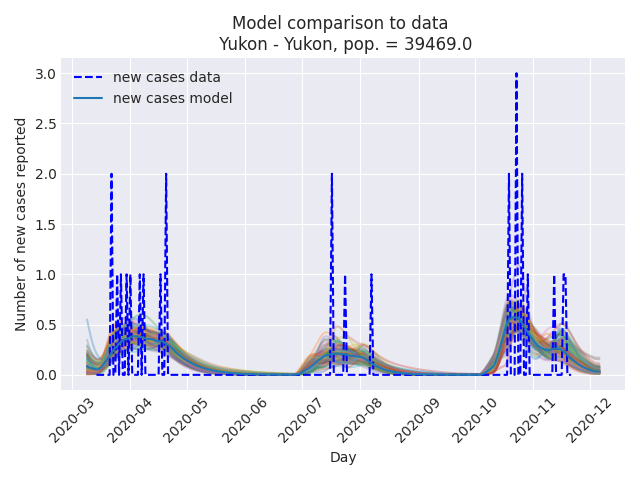 Model comparison to data
Yukon - Yukon, pop. = 39469.0
new cases data
new cases model
Number of new cases reported
3.0
2.5
2.0
1.5
1.0
0.5
0.0
2020-03
2020-04
2020-05
2020-06
2020-07
2020-08
2020-09
2020-10
2020-11
2020-12
Day